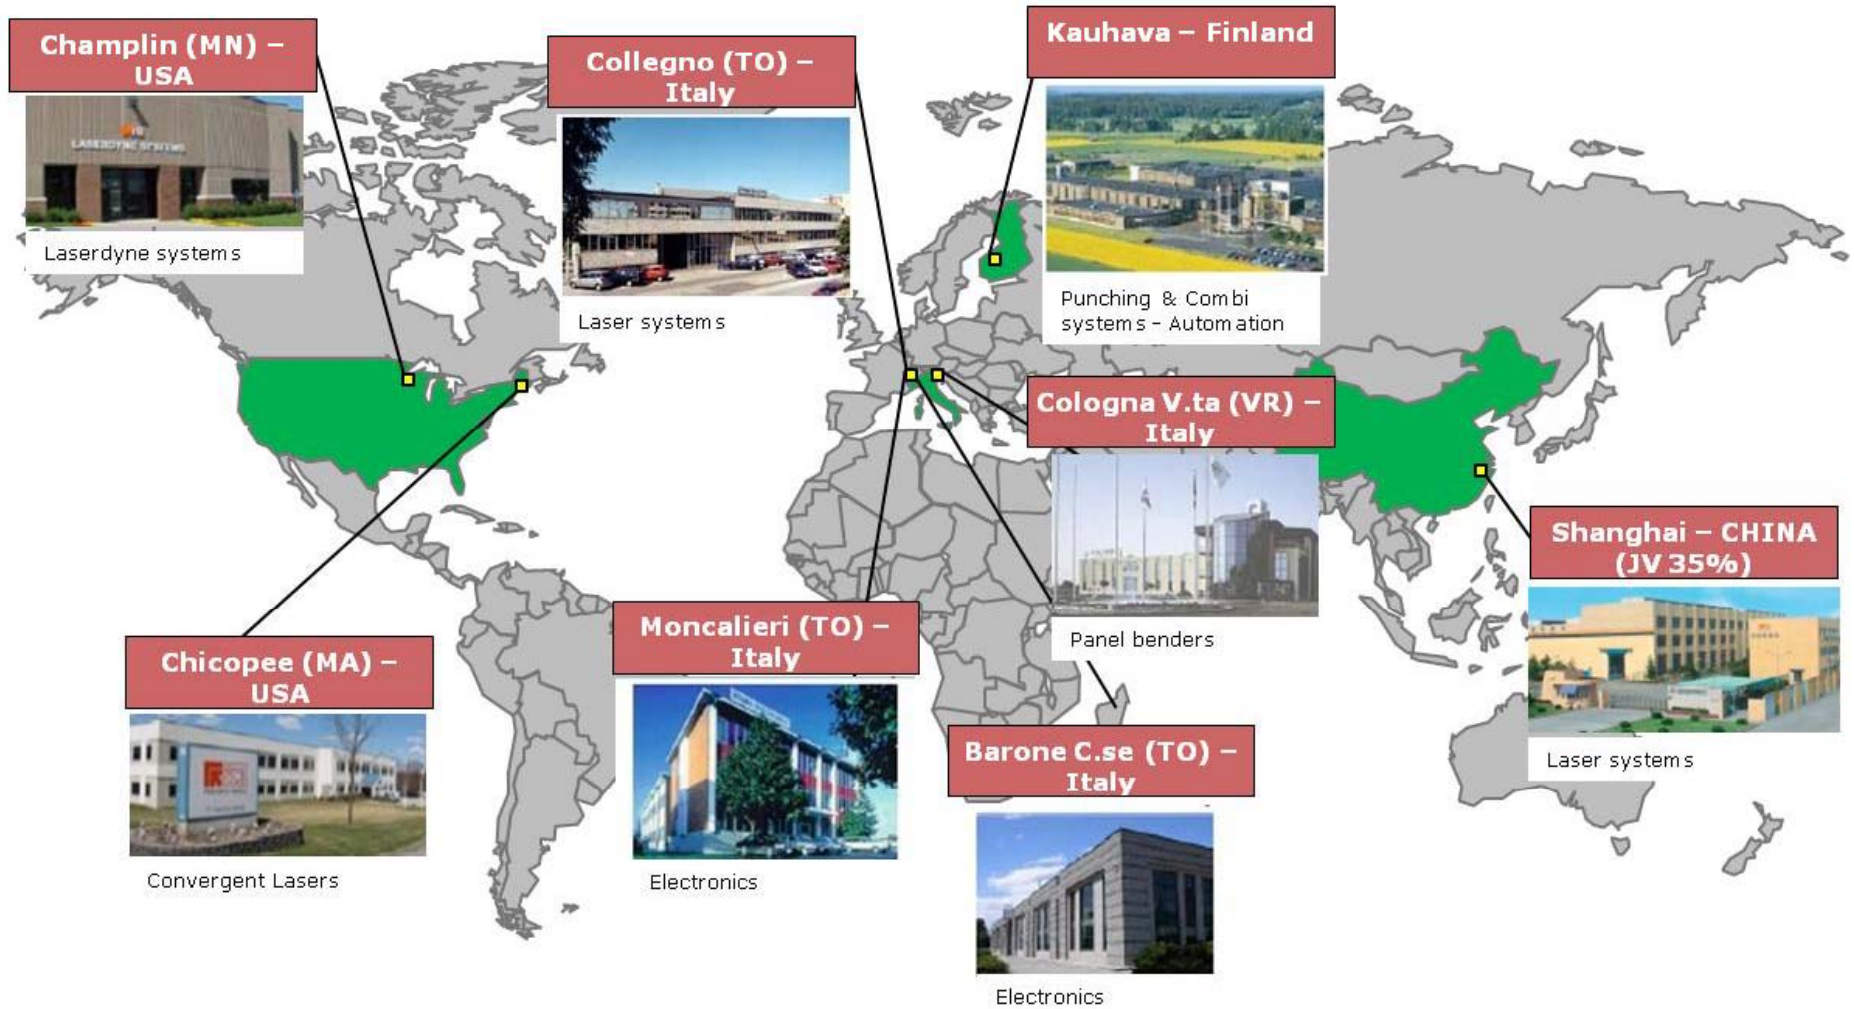 Champlin (MN) –
USA
LASERDYNE SYSTEMS
Laserdyne systems
Collegno (TO) –
Italy
Laser systems
Kauhava – Finland
Punching & Combi
systems - Automation
Cologna V.ta (VR) –
Italy
Panel benders
Shanghai – CHINA
(JV 35%)
Laser systems
Chicopee (MA) –
USA
Convergent Lasers
Moncalieri (TO) –
Italy
Electronics
Barone C.se (TO) –
Italy
Electronics